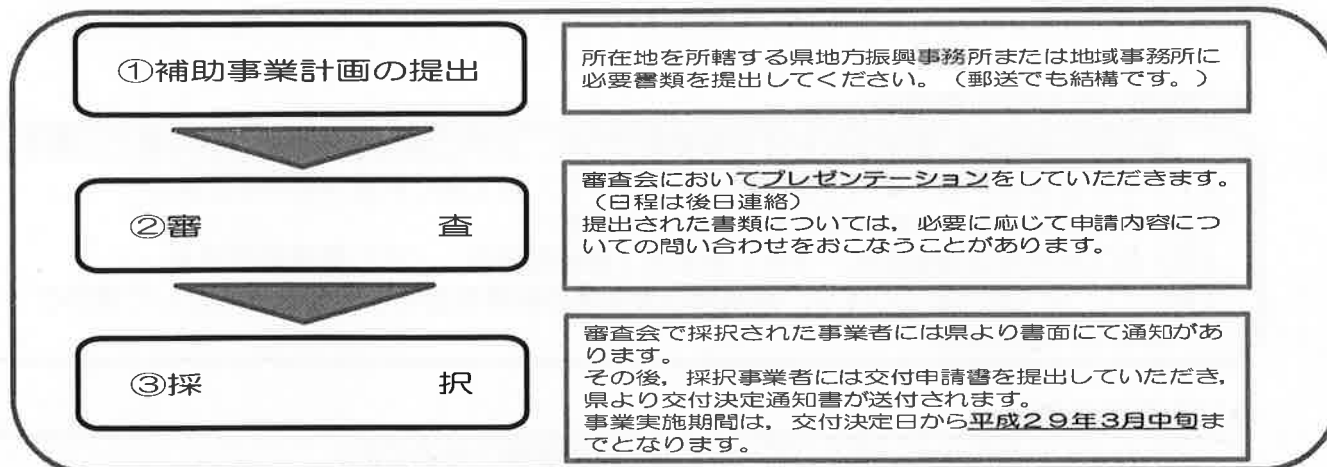 ①補助事業計画の提出
所在地を所轄する県地方振興事務所または地域事務所に
必要書類を提出してください。（郵送でも結構です。）
②審　　　　　査
審査会においてプレゼンテーションをしていただきます。
（日程は後日連絡）
提出された書類については，必要に応じて申請内容につ
いての問い合わせをおこなうことがあります。
③採　　　　　択
審査会で採択された事業者には県より書面にて通知があ
ります。
その後，採択事業者には交付申請書を提出していただき，
県より交付決定通知書が送付されます。
事業実施期間は，交付決定日から平成２９年３月中旬ま
でとなります。